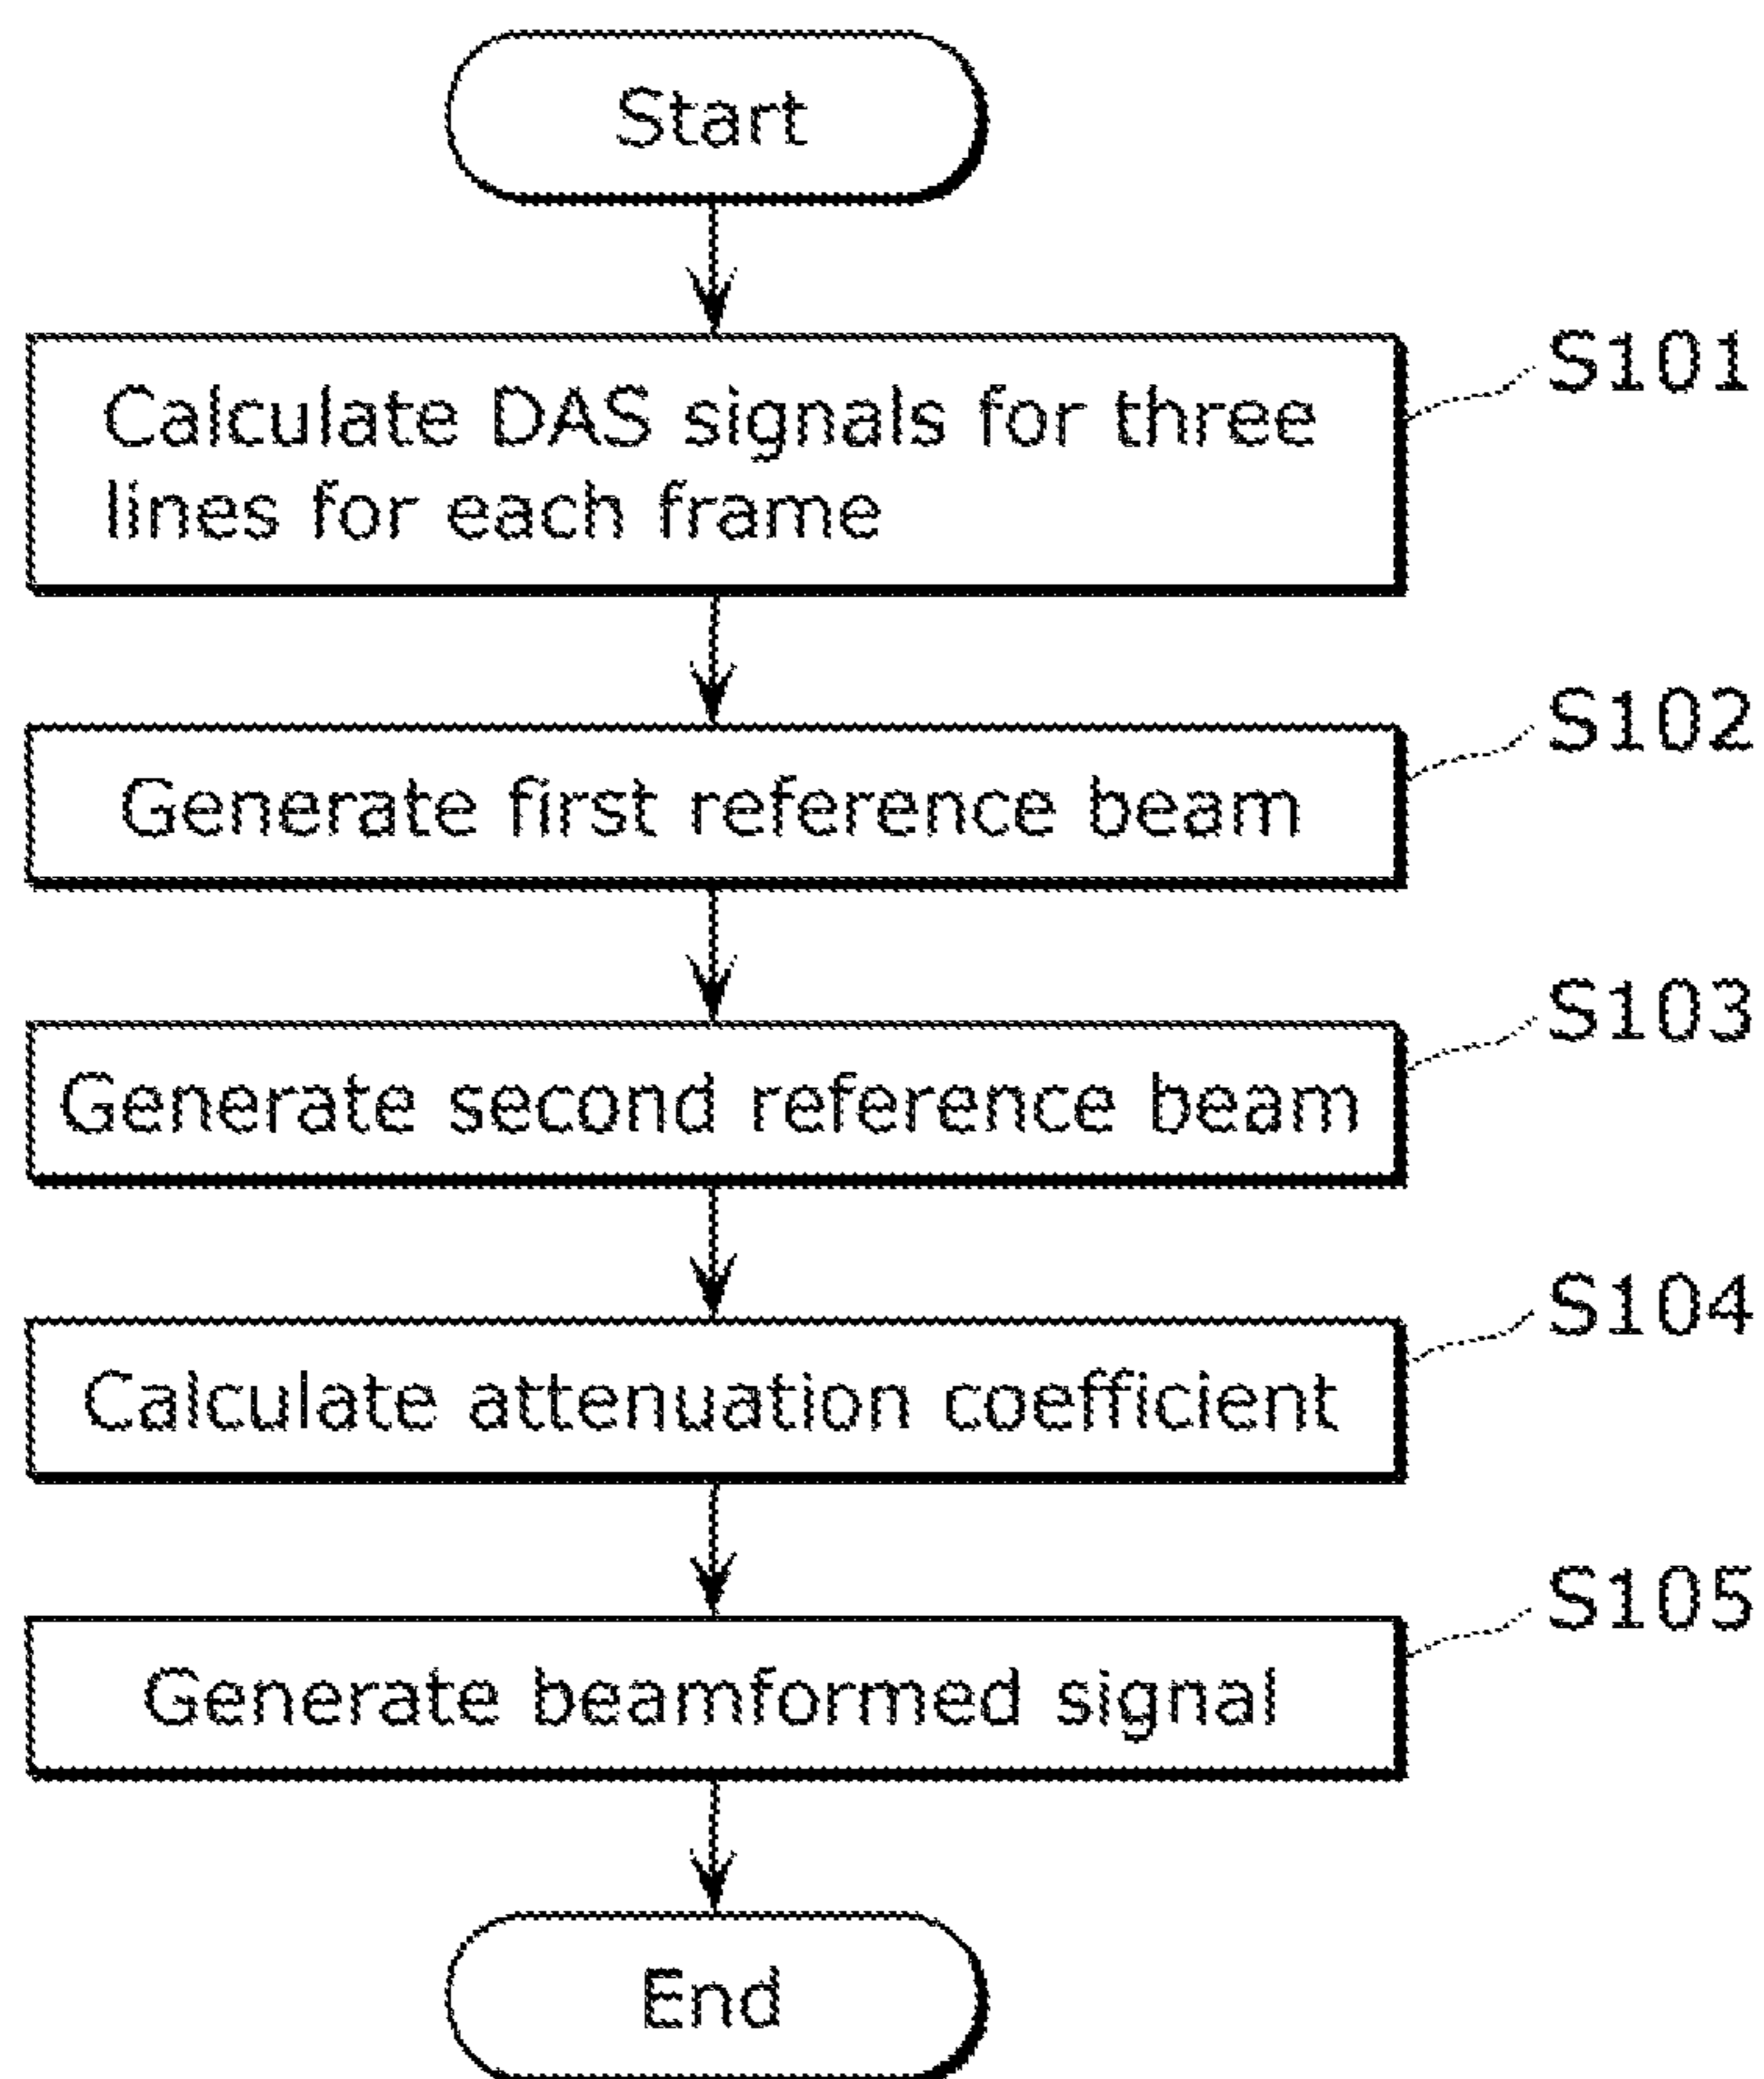 Start
Calculate DAS signals for three
lines for each frame
S101
Generate first reference beam
S102
Generate second reference beam
S103
Calculate attenuation coefficient
S104
Generate beamformed signal
S105
End